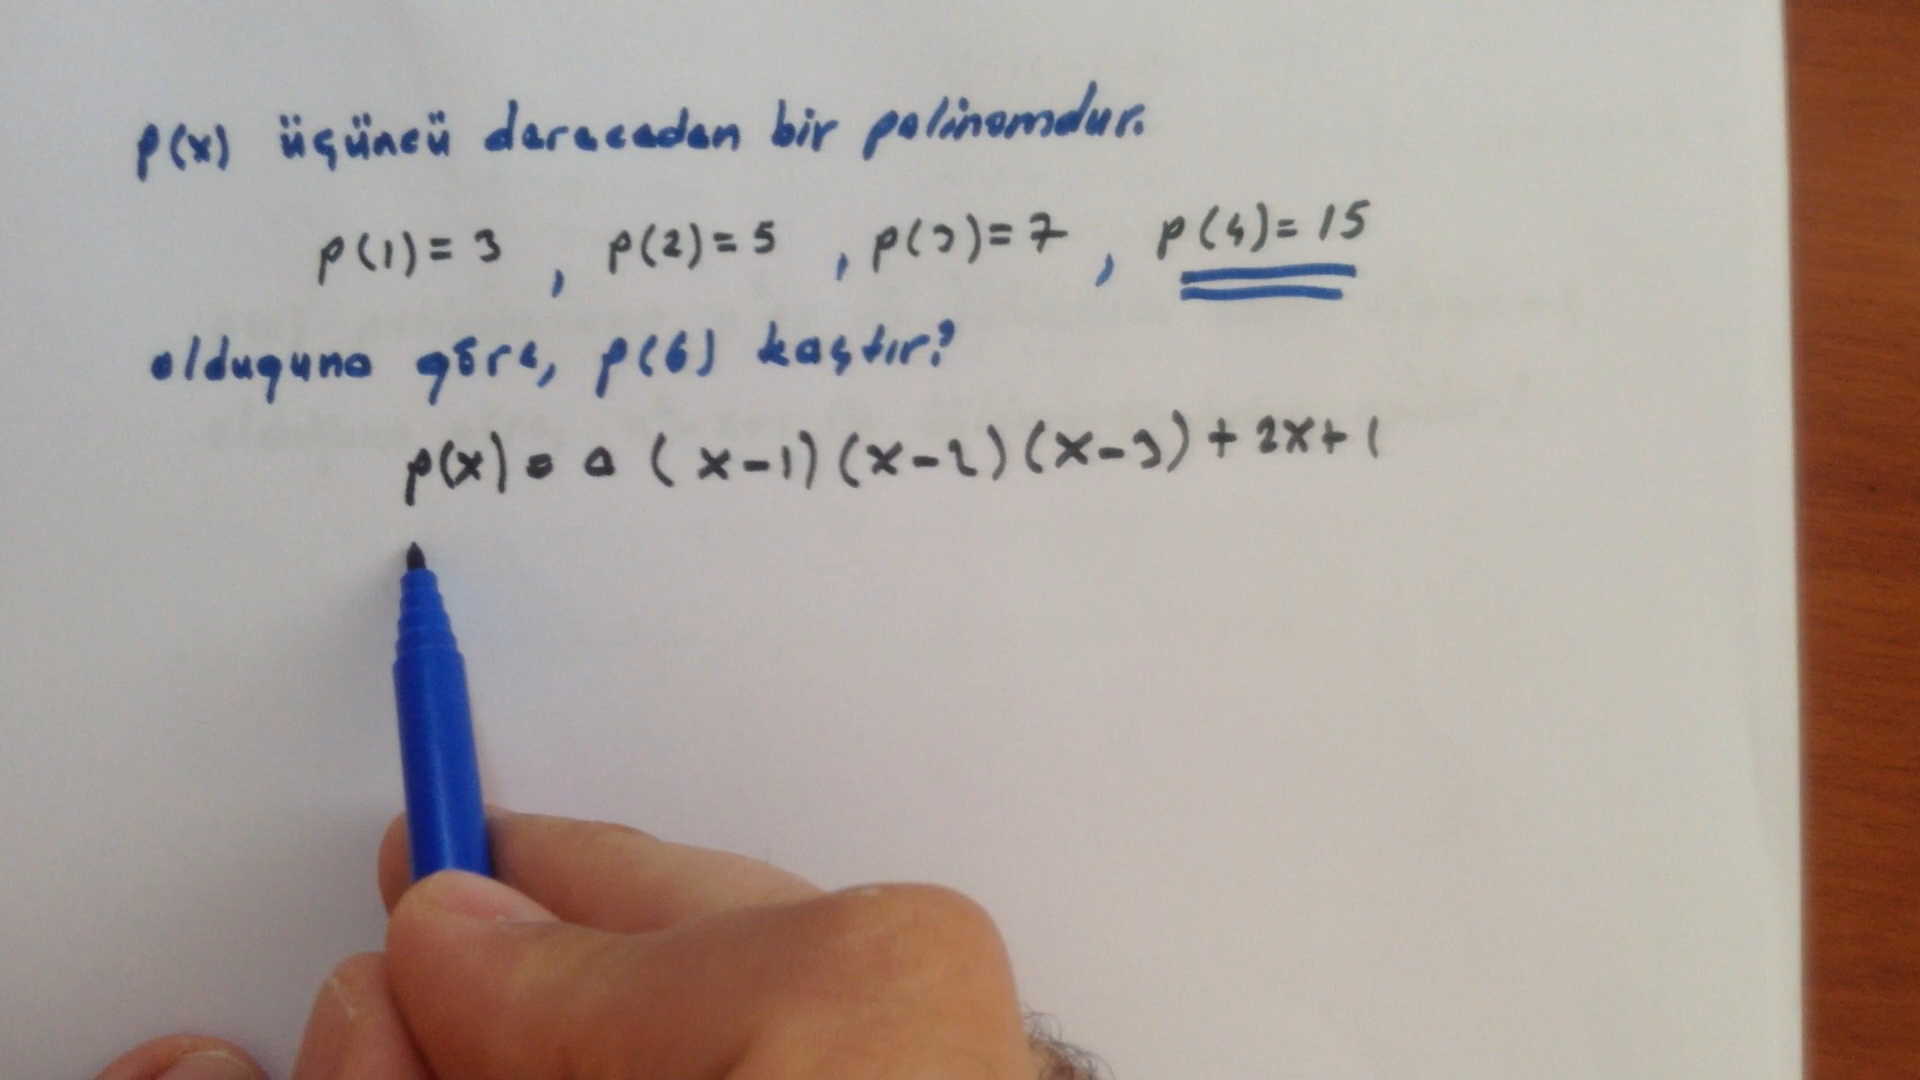 P(x) üçüncü dereceden bir polinomdur.
P(1)=3 , P(2)=5 , P(3)=7 , P(4)=15
olduguna göre, P(6) kaçtır?
P(x) = a (x-1)(x-2)(x-3)+2x+1